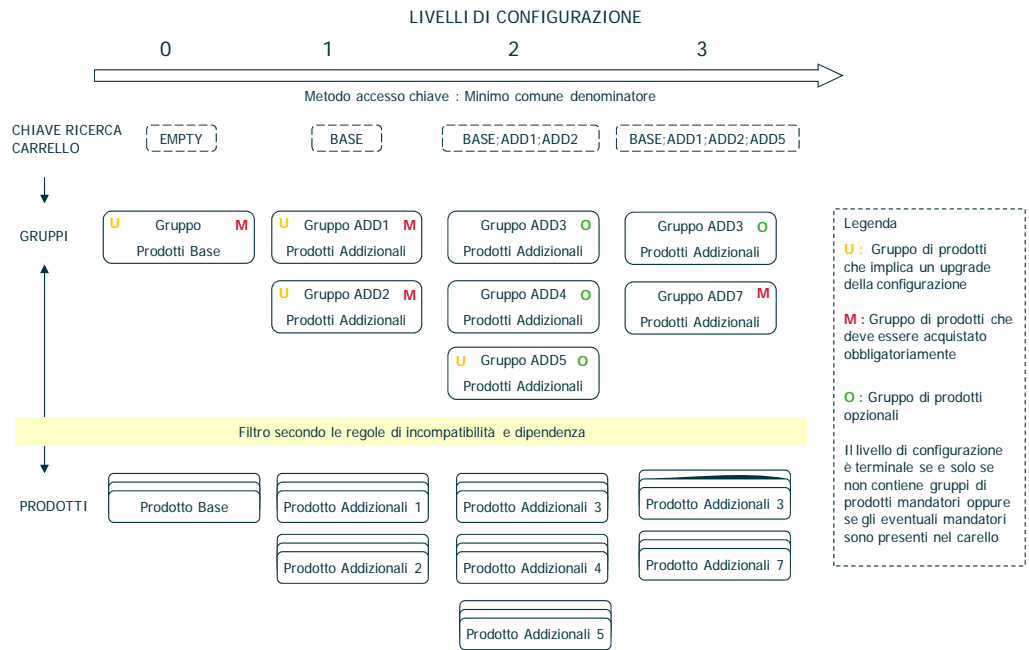 LIVELLI DI CONFIGURAZIONE
0 1 2 3
Metodo accesso chiave : Minimo comune denominatore
CHIAVE RICERCA
CARRELLO
EMPTY
BASE
BASE;ADD1;ADD2
BASE;ADD1;ADD2;ADD5
GRUPPI
U Gruppo M
Prodotti Base
U Gruppo ADD1 M
Prodotti Addizionali
U Gruppo ADD2 M
Prodotti Addizionali
Gruppo ADD3 O
Prodotti Addizionali
Gruppo ADD4 O
Prodotti Addizionali
U Gruppo ADD5 O
Prodotti Addizionali
Gruppo ADD3 O
Prodotti Addizionali
Gruppo ADD7 M
Prodotti Addizionali
Filtro secondo le regole di incompatibilità e dipendenza
PRODOTTI
Prodotto Base
Prodotto Addizionali 1
Prodotto Addizionali 2
Prodotto Addizionali 3
Prodotto Addizionali 4
Prodotto Addizionali 5
Prodotto Addizionali 3
Prodotto Addizionali 7
Legenda
U : Gruppo di prodotti
che implica un upgrade
della configurazione
M : Gruppo di prodotti che
deve essere acquistato
obbligatoriamente
O : Gruppo di prodotti
opzionali
Il livello di configurazione
è terminale se e solo se
non contiene gruppi di
prodotti mandatori oppure
se gli eventuali mandatori
sono presenti nel carello